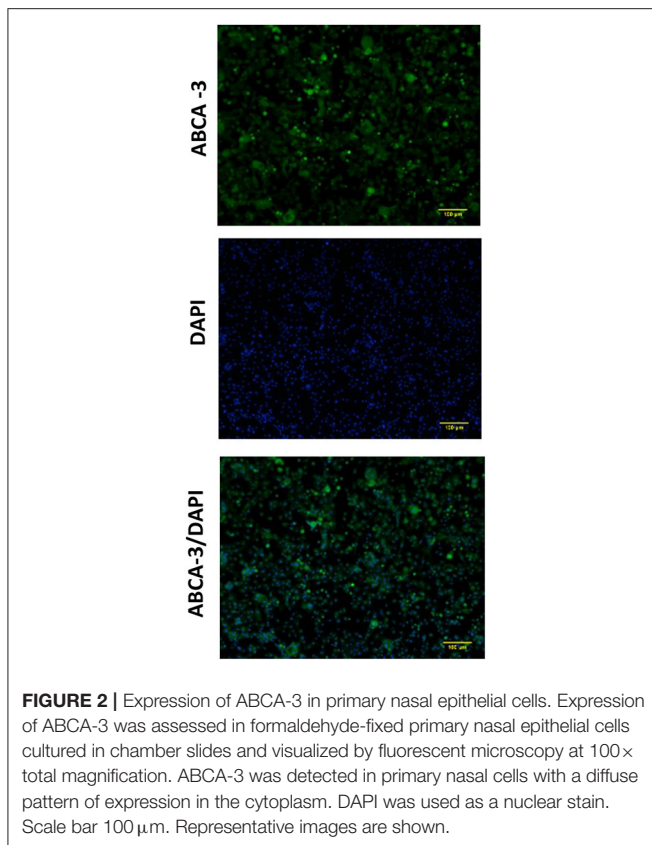 ABCA -3
100 µm
DAPI
100 µm
ABCA-3/DAPI
100 µm
FIGURE 2 | Expression of ABCA-3 in primary nasal epithelial cells. Expression
of ABCA-3 was assessed in formaldehyde-fixed primary nasal epithelial cells
cultured in chamber slides and visualized by fluorescent microscopy at 100×
total magnification. ABCA-3 was detected in primary nasal cells with a diffuse
pattern of expression in the cytoplasm. DAPI was used as a nuclear stain.
Scale bar 100 µm. Representative images are shown.